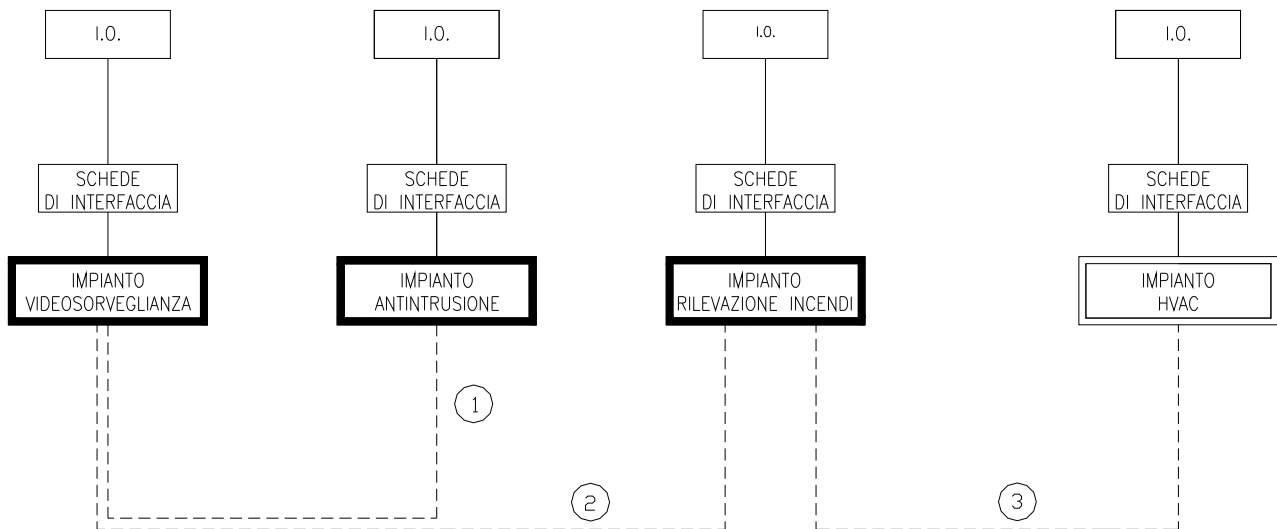 I.O.
I.O.
I.O.
I.O.
SCHEDE
DI INTERFACCIA
SCHEDE
DI INTERFACCIA
SCHEDE
DI INTERFACCIA
SCHEDE
DI INTERFACCIA
IMPIANTO
VIDEOSORVEGLIANZA
IMPIANTO
ANTINTRUSIONE
IMPIANTO
RILEVAZIONE INCENDI
IMPIANTO
HVAC
1
2
3